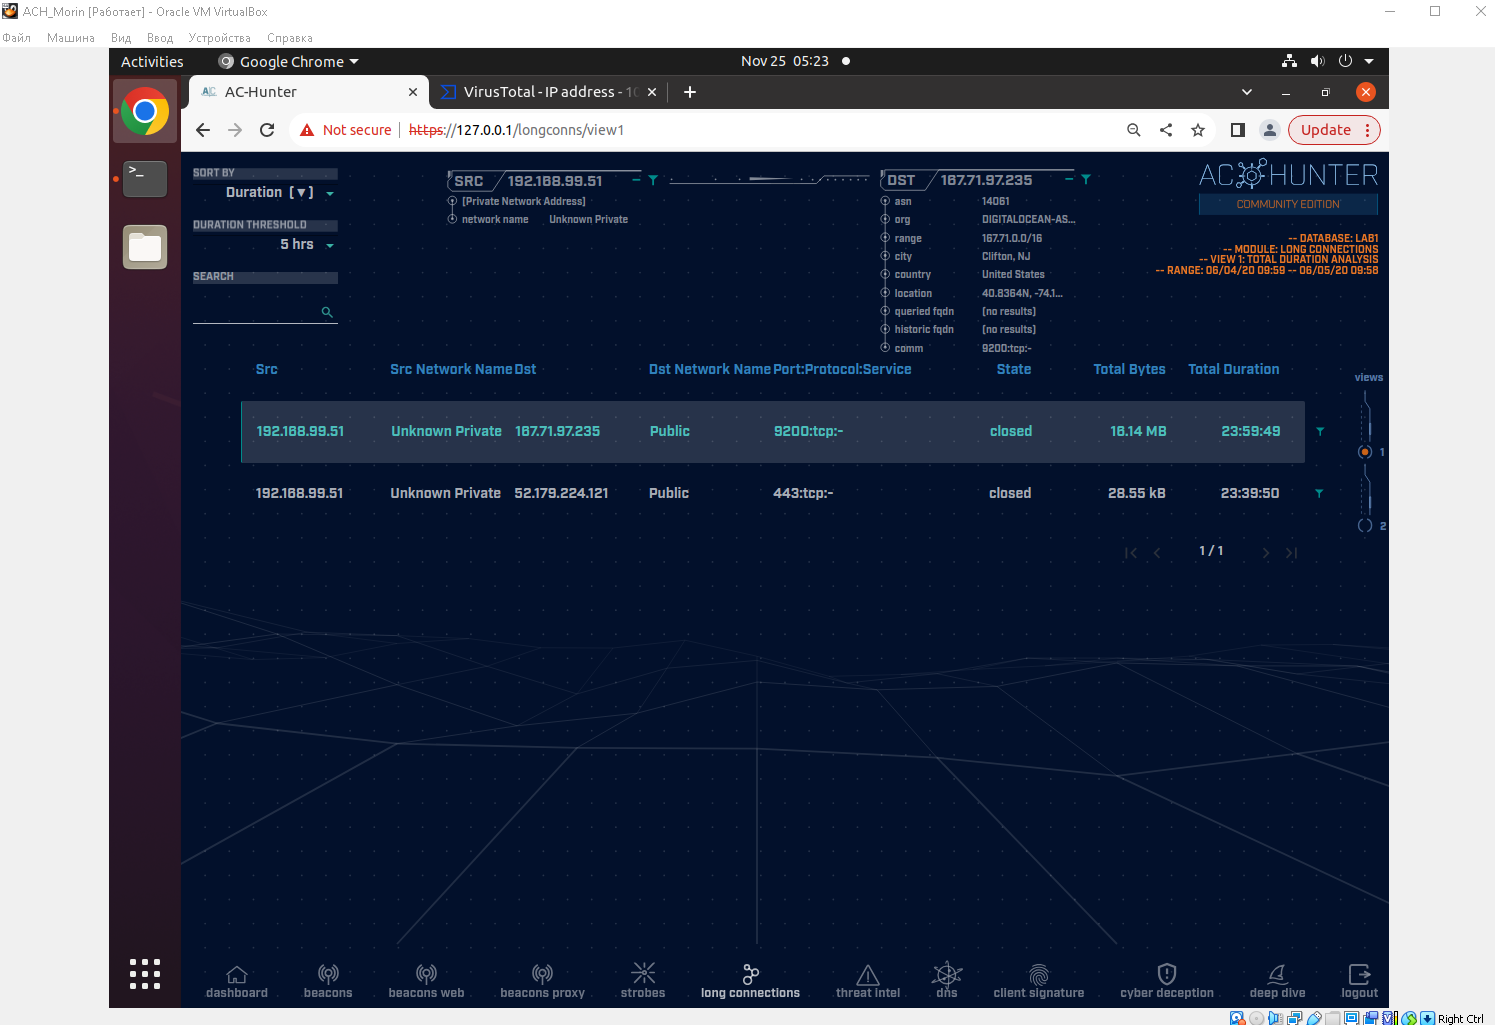 ACH_Morin [Работает] - Oracle VM VirtualBox
Файл Машина Вид Ввод Устройства Справка
Activities Google Chrome Nov 25 05:23
AC-Hunter VirusTotal - IP address - 10
Not secure https://127.0.0.1/longconns/view1 Update
SORT BY
Duration [▼]
DURATION THRESHOLD
5 hrs
SEARCH
SRC 192.168.99.51
[Private Network Address]
network name Unknown Private
DST 167.71.97.235
asn 14061
org DIGITALOCEAN-AS...
range 167.71.0.0/16
city Clifton, NJ
country United States
location 40.8364N, -74.1...
queried fqdn (no results)
historic fqdn (no results)
comm 9200:tcp:-
AC HUNTER
COMMUNITY EDITION
-- DATABASE: LAB1
-- MODULE: LONG CONNECTIONS
-- VIEW 1: TOTAL DURATION ANALYSIS
-- RANGE: 06/04/20 09:59 -- 06/05/20 09:58
Src Src Network Name Dst Dst Network Name Port:Protocol:Service State Total Bytes Total Duration
192.168.99.51 Unknown Private 167.71.97.235 Public 9200:tcp:- closed 16.14 MB 23:59:49
192.168.99.51 Unknown Private 52.179.224.121 Public 443:tcp:- closed 28.55 kB 23:39:50
views
1
2
1 / 1
dashboard beacons beacons web beacons proxy strobes long connections threat intel dns client signature cyber deception deep dive logout
Right Ctrl